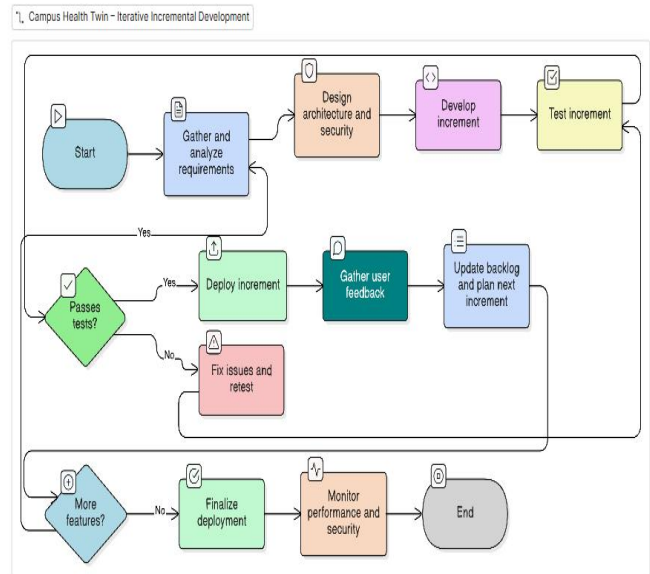 Campus Health Twin – Iterative Incremental Development
Start
Gather and
analyze
requirements
Design
architecture and
security
Develop
increment
Test increment
Yes
Passes
tests?
Yes
Deploy increment
Gather user
feedback
Update backlog
and plan next
increment
No
Fix issues and
retest
More
features?
No
Finalize
deployment
Monitor
performance and
security
End